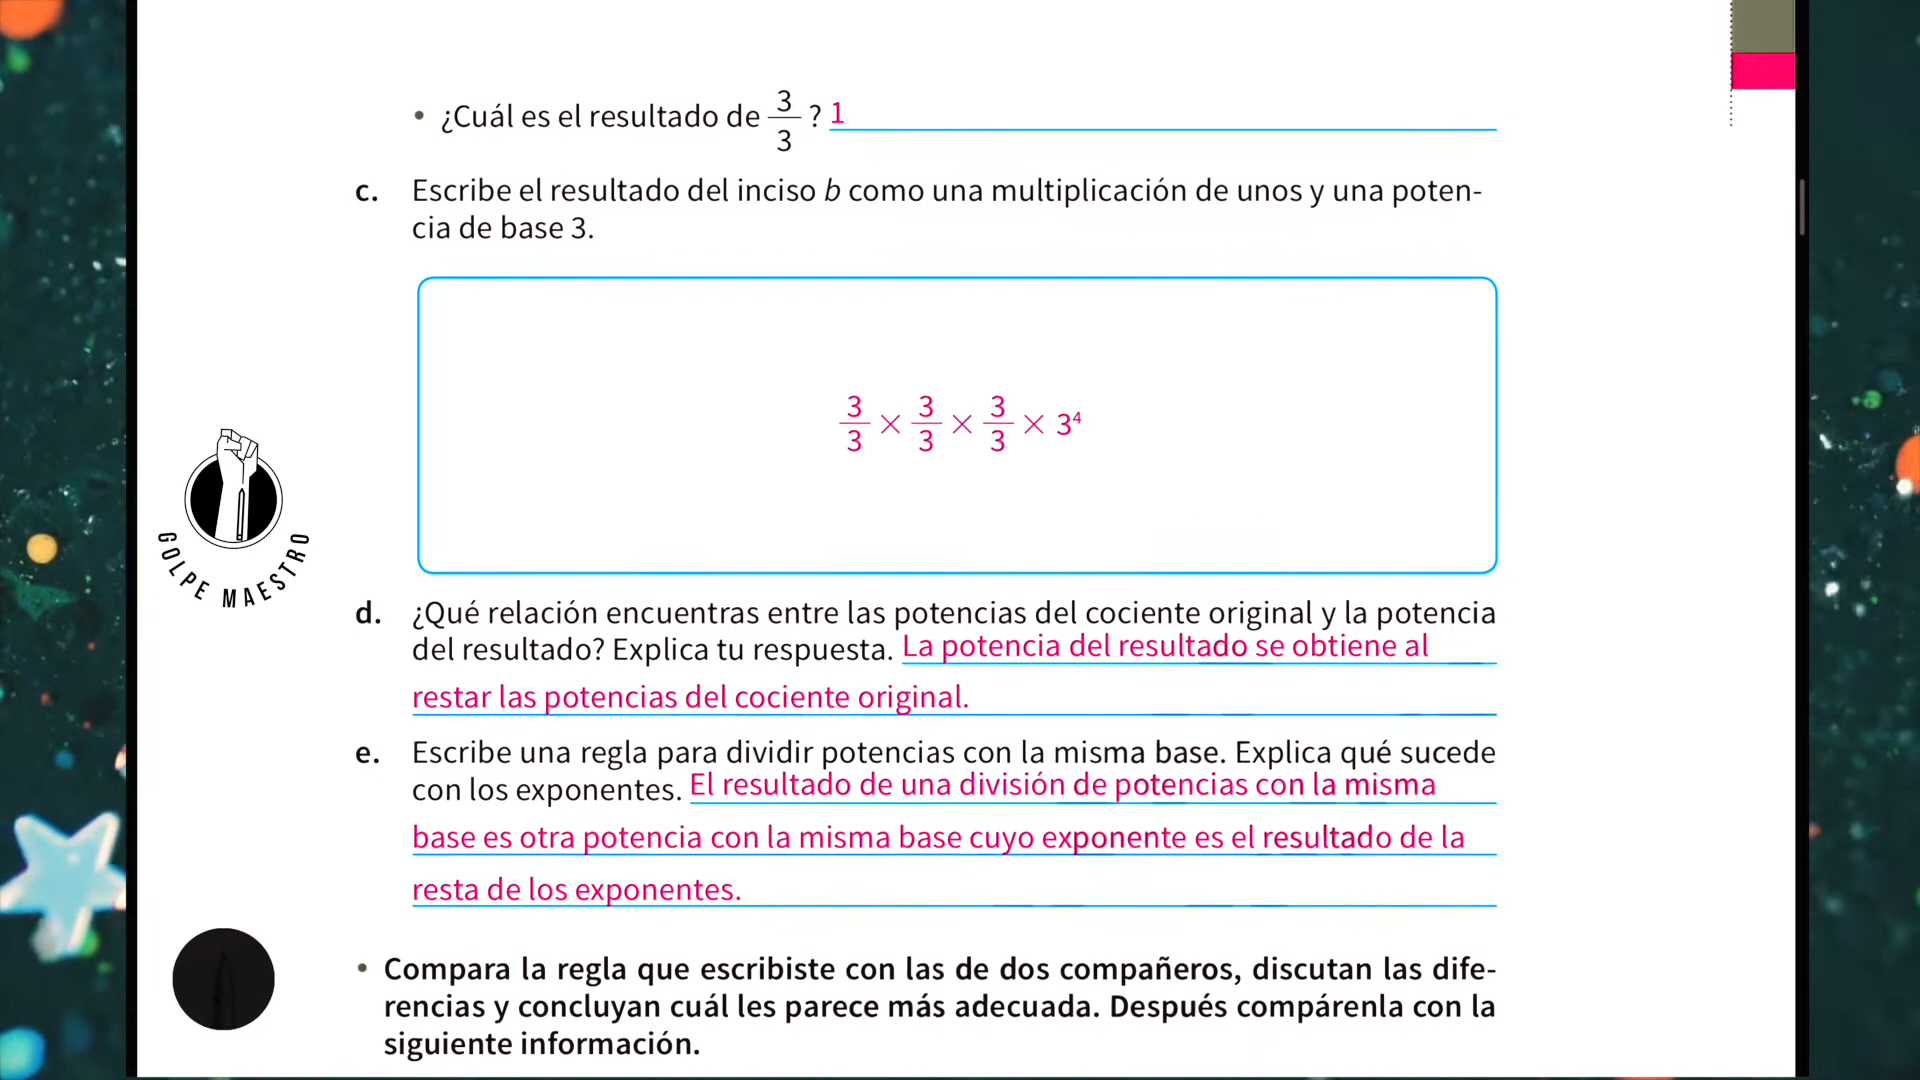 • ¿Cuál es el resultado de 3/3 ? 1
c. Escribe el resultado del inciso b como una multiplicación de unos y una poten-
cia de base 3.
3/3 × 3/3 × 3/3 × 3⁴
GOLPE MAESTRO
d. ¿Qué relación encuentras entre las potencias del cociente original y la potencia
del resultado? Explica tu respuesta. La potencia del resultado se obtiene al
restar las potencias del cociente original.
e. Escribe una regla para dividir potencias con la misma base. Explica qué sucede
con los exponentes. El resultado de una división de potencias con la misma
base es otra potencia con la misma base cuyo exponente es el resultado de la
resta de los exponentes.
• Compara la regla que escribiste con las de dos compañeros, discutan las dife-
rencias y concluyan cuál les parece más adecuada. Después compárenla con la
siguiente información.